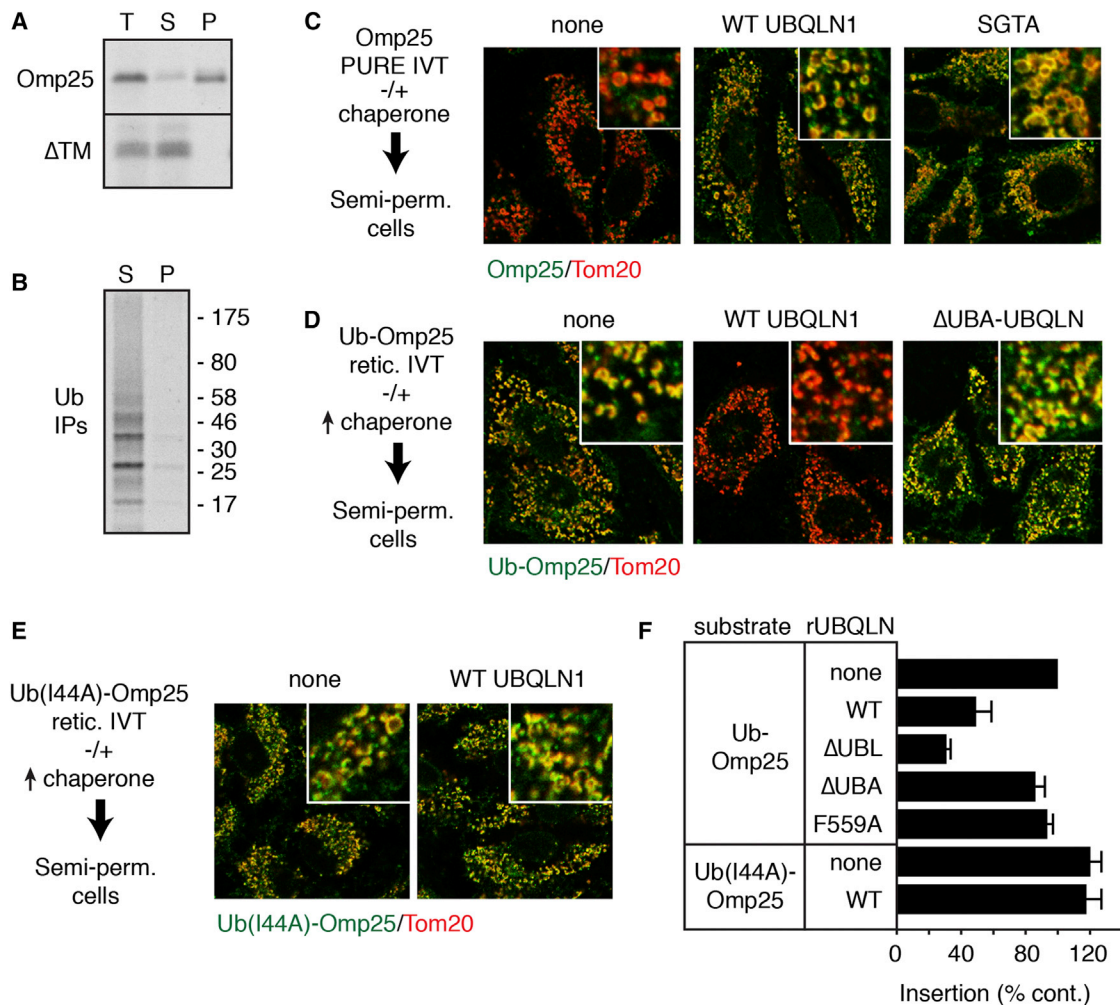 A
T S P
Omp25
ΔTM
B
S P
Ub
IPs
- 175
- 80
- 58
- 46
- 30
- 25
- 17
C
Omp25
PURE IVT
-/+
chaperone
Semi-perm.
cells
none
WT UBQLN1
SGTA
Omp25/Tom20
D
Ub-Omp25
retic. IVT
-/+
↑ chaperone
Semi-perm.
cells
none
WT UBQLN1
ΔUBA-UBQLN
Ub-Omp25/Tom20
E
Ub(I44A)-Omp25
retic. IVT
-/+
↑ chaperone
Semi-perm.
cells
none
WT UBQLN1
Ub(I44A)-Omp25/Tom20
F
substrate rUBQLN
Ub-
Omp25
none
WT
ΔUBL
ΔUBA
F559A
Ub(I44A)-
Omp25
none
WT
0 40 80 120
Insertion (% cont.)